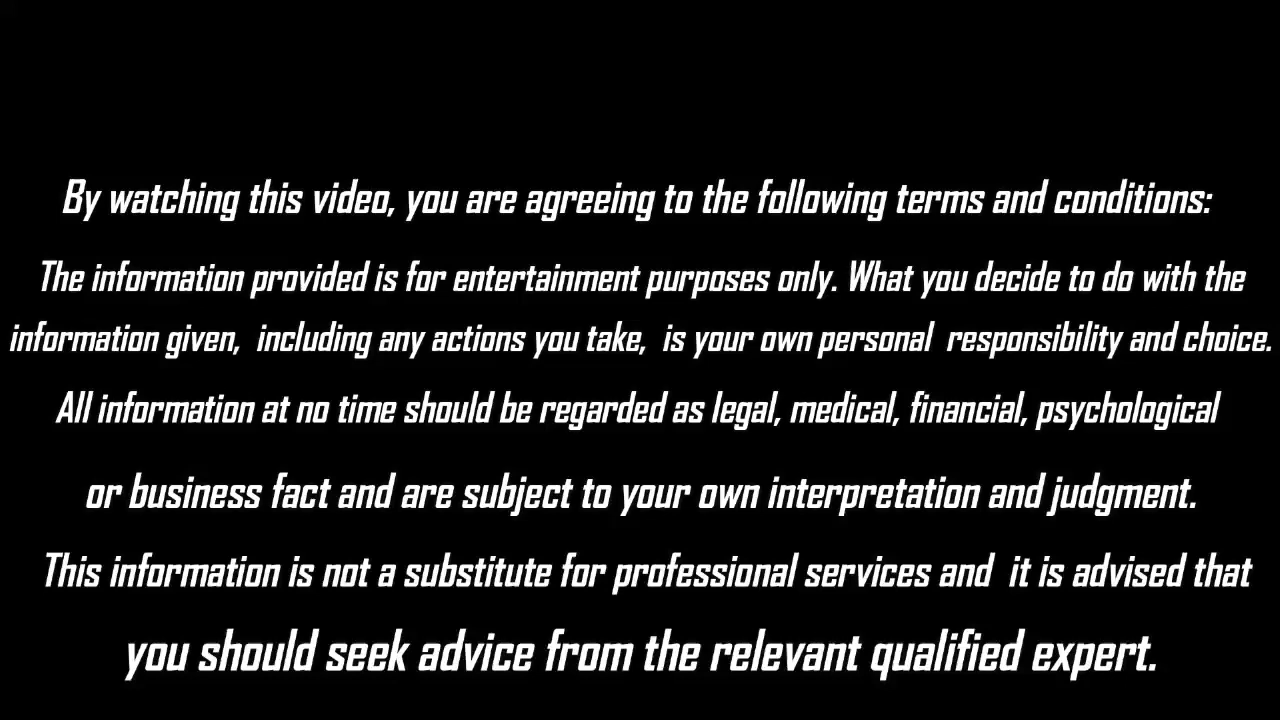 By watching this video, you are agreeing to the following terms and conditions:
The information provided is for entertainment purposes only. What you decide to do with the
information given, including any actions you take, is your own personal responsibility and choice.
All information at no time should be regarded as legal, medical, financial, psychological
or business fact and are subject to your own interpretation and judgment.
This information is not a substitute for professional services and it is advised that
you should seek advice from the relevant qualified expert.